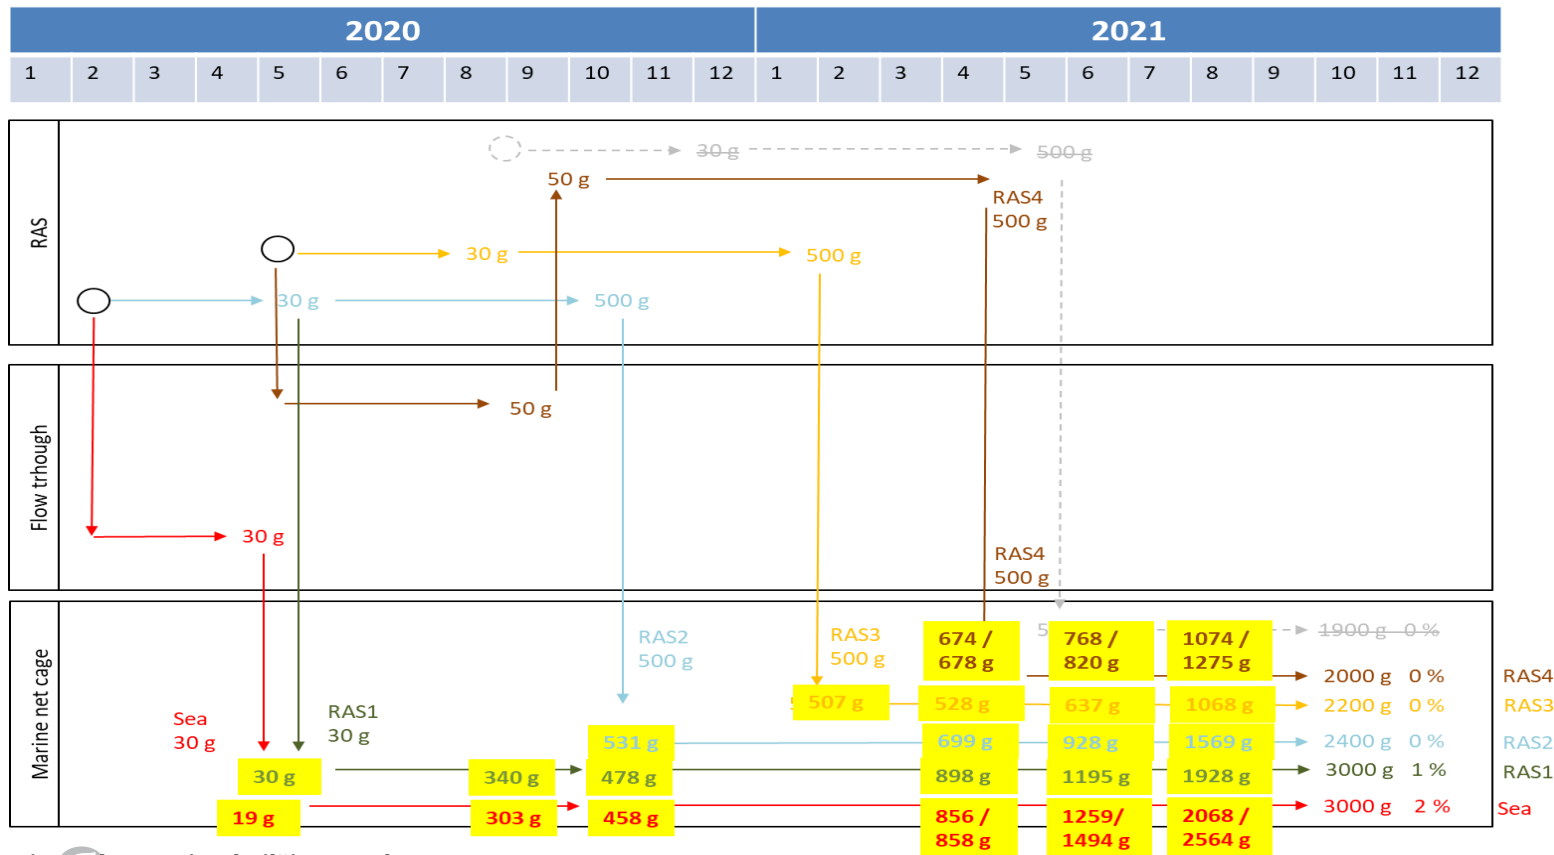 2020 2021
1 2 3 4 5 6 7 8 9 10 11 12 1 2 3 4 5 6 7 8 9 10 11 12
RAS
30 g 500 g
50 g
RAS4
500 g
30 g 500 g
30 g 500 g
Flow trhough
50 g
30 g
RAS4
500 g
Marine net cage
Sea
30 g
RAS1
30 g
RAS2
500 g
RAS3
500 g
674 /
678 g
768 /
820 g
1074 /
1275 g
1900 g 0 %
2000 g 0 % RAS4
507 g 528 g 637 g 1068 g 2200 g 0 % RAS3
531 g 699 g 928 g 1569 g 2400 g 0 % RAS2
30 g 340 g 478 g 898 g 1195 g 1928 g 3000 g 1 % RAS1
19 g 303 g 458 g
856 /
858 g
1259/
1494 g
2068 /
2564 g
3000 g 2 % Sea